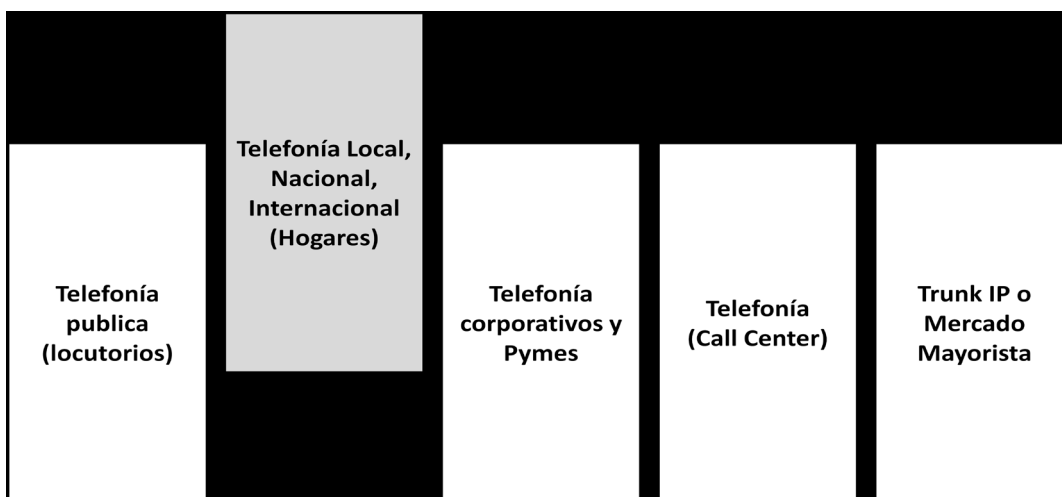 Telefonía
publica
(locutorios)
Telefonía Local,
Nacional,
Internacional
(Hogares)
Telefonía
corporativos y
Pymes
Telefonía
(Call Center)
Trunk IP o
Mercado
Mayorista